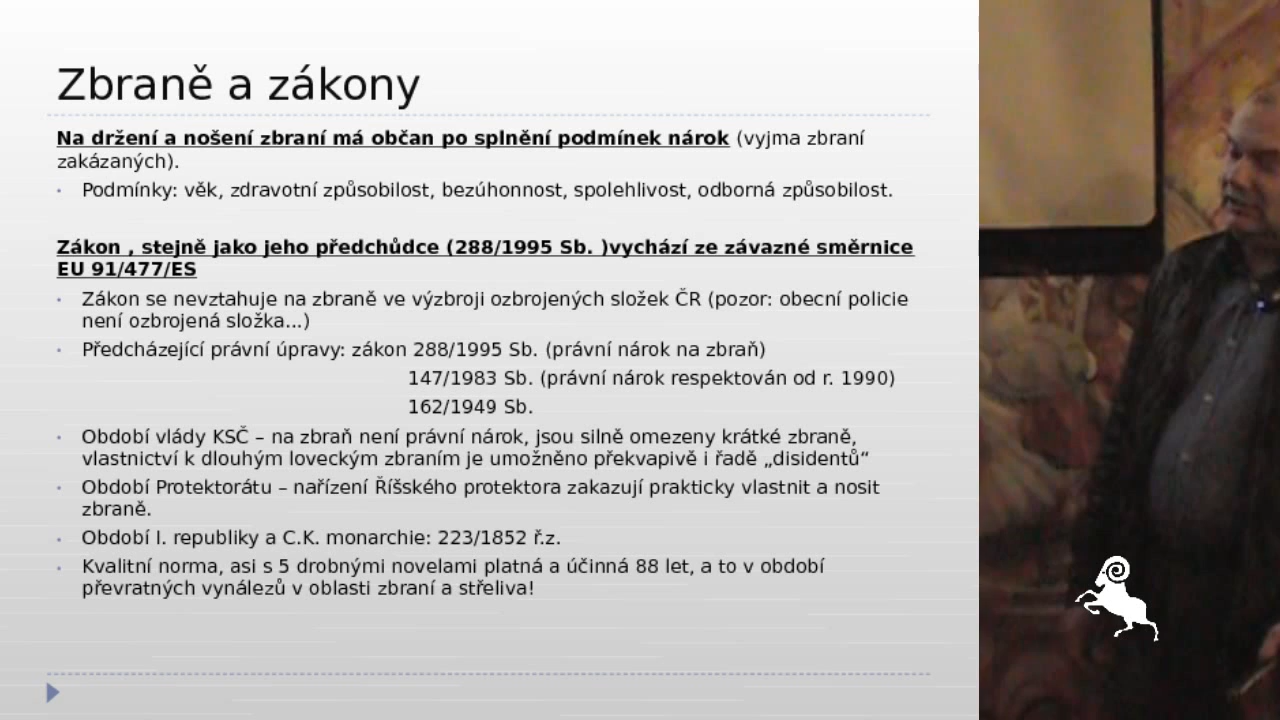 Zbraně a zákony
Na držení a nošení zbraní má občan po splnění podmínek nárok (vyjma zbraní
zakázaných).
• Podmínky: věk, zdravotní způsobilost, bezúhonnost, spolehlivost, odborná způsobilost.
Zákon , stejně jako jeho předchůdce (288/1995 Sb. )vychází ze závazné směrnice
EU 91/477/ES
• Zákon se nevztahuje na zbraně ve výzbroji ozbrojených složek ČR (pozor: obecní policie
není ozbrojená složka...)
• Předcházející právní úpravy: zákon 288/1995 Sb. (právní nárok na zbraň)
147/1983 Sb. (právní nárok respektován od r. 1990)
162/1949 Sb.
• Období vlády KSČ – na zbraň není právní nárok, jsou silně omezeny krátké zbraně,
vlastnictví k dlouhým loveckým zbraním je umožněno překvapivě i řadě „disidentů“
• Období Protektorátu – nařízení Říšského protektora zakazují prakticky vlastnit a nosit
zbraně.
• Období I. republiky a C.K. monarchie: 223/1852 ř.z.
• Kvalitní norma, asi s 5 drobnými novelami platná a účinná 88 let, a to v období
převratných vynálezů v oblasti zbraní a střeliva!